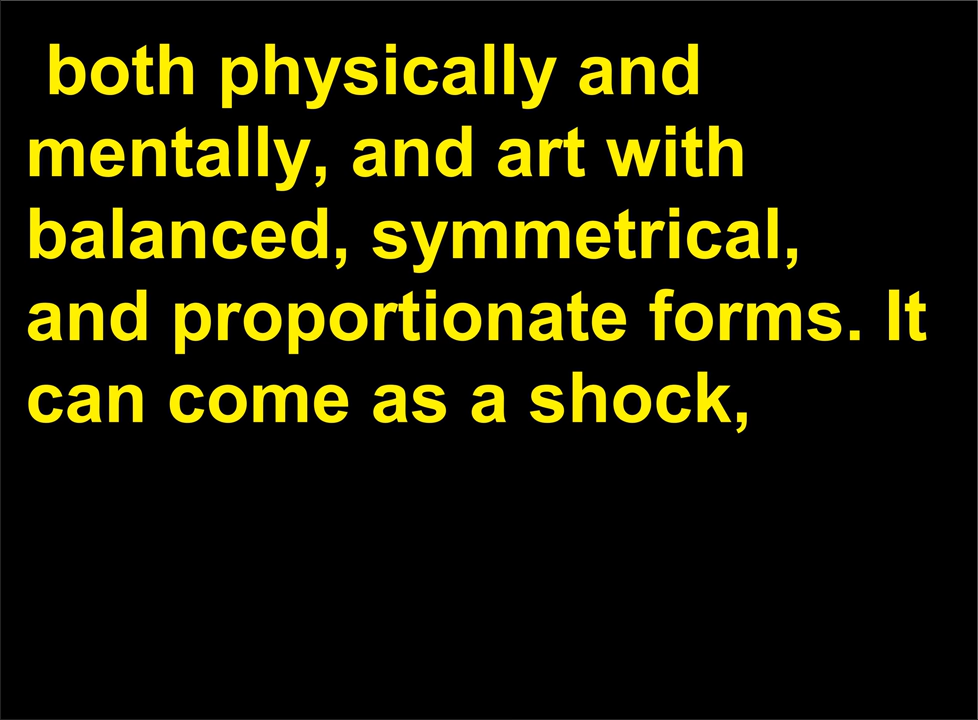 both physically and
mentally, and art with
balanced, symmetrical,
and proportionate forms. It
can come as a shock,